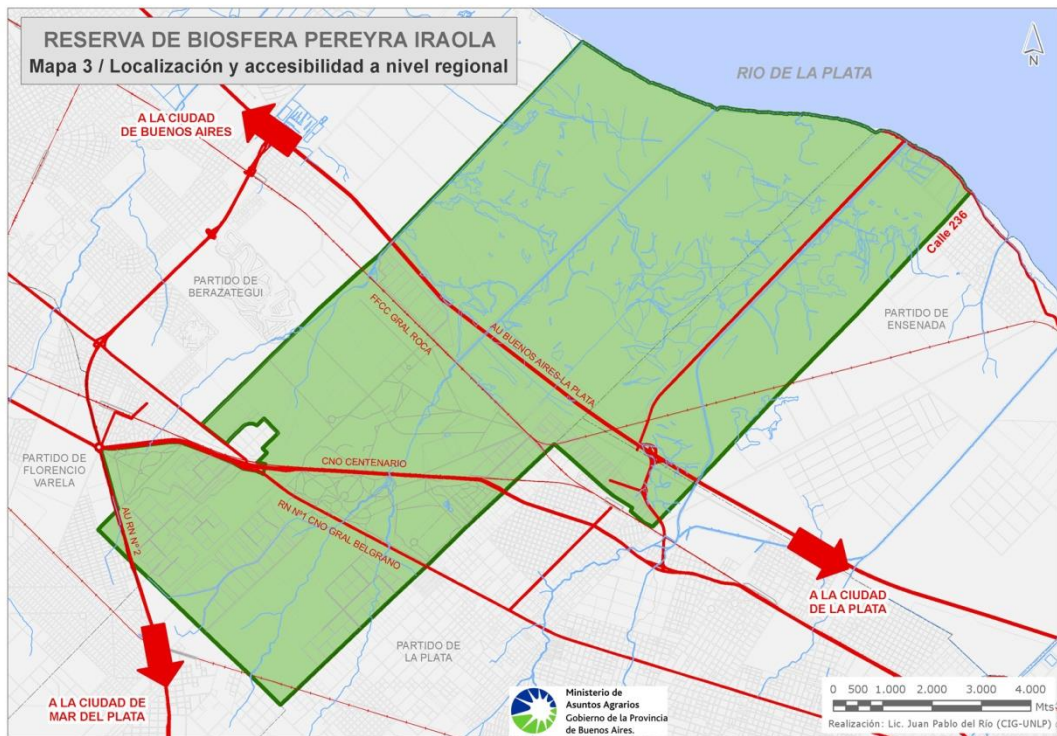 RESERVA DE BIOSFERA PEREYRA IRAOLA
Mapa 3 / Localización y accesibilidad a nivel regional
RIO DE LA PLATA
N
A LA CIUDAD
DE BUENOS AIRES
Calle 236
PARTIDO DE
BERAZATEGUI
FFCC GRAL ROCA
AU BUENOS AIRES-LA PLATA
PARTIDO DE
ENSENADA
PARTIDO DE
FLORENCIO
VARELA
CNO CENTENARIO
RN Nº1 CNO GRAL BELGRANO
AU RN Nº 2
A LA CIUDAD
DE LA PLATA
PARTIDO DE
LA PLATA
A LA CIUDAD DE
MAR DEL PLATA
Ministerio de
Asuntos Agrarios
Gobierno de la Provincia
de Buenos Aires.
0 500 1.000 2.000 3.000 4.000
Mts
Realización: Lic. Juan Pablo del Río (CIG-UNLP)